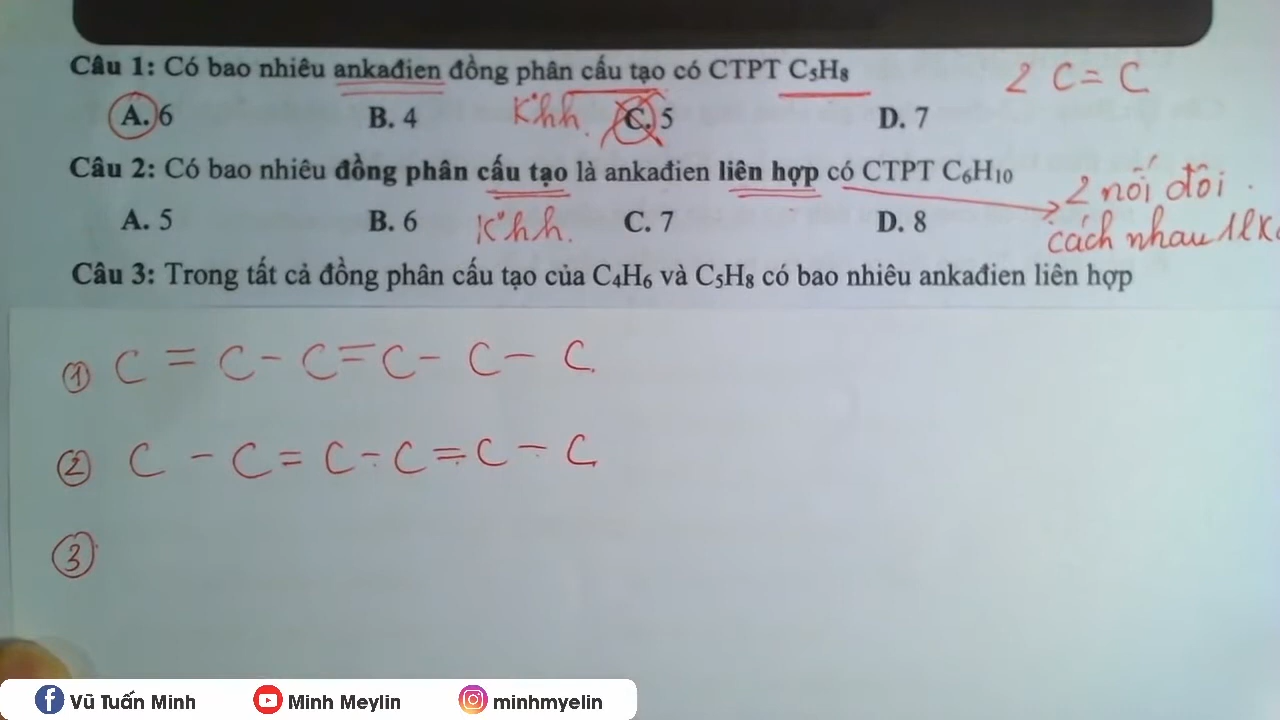 Câu 1: Có bao nhiêu ankađien đồng phân cấu tạo có CTPT C₅H₈ 2 C = C
A. 6 B. 4 K° hh. C. 5 D. 7
Câu 2: Có bao nhiêu đồng phân cấu tạo là ankađien liên hợp có CTPT C₆H₁₀ 2 nối đôi.
A. 5 B. 6 K° hh. C. 7 D. 8 cách nhau 1lk
Câu 3: Trong tất cả đồng phân cấu tạo của C₄H₆ và C₅H₈ có bao nhiêu ankađien liên hợp
① C = C - C = C - C - C
② C - C = C - C = C - C
③
Vũ Tuấn Minh Minh Meylin minhmyelin